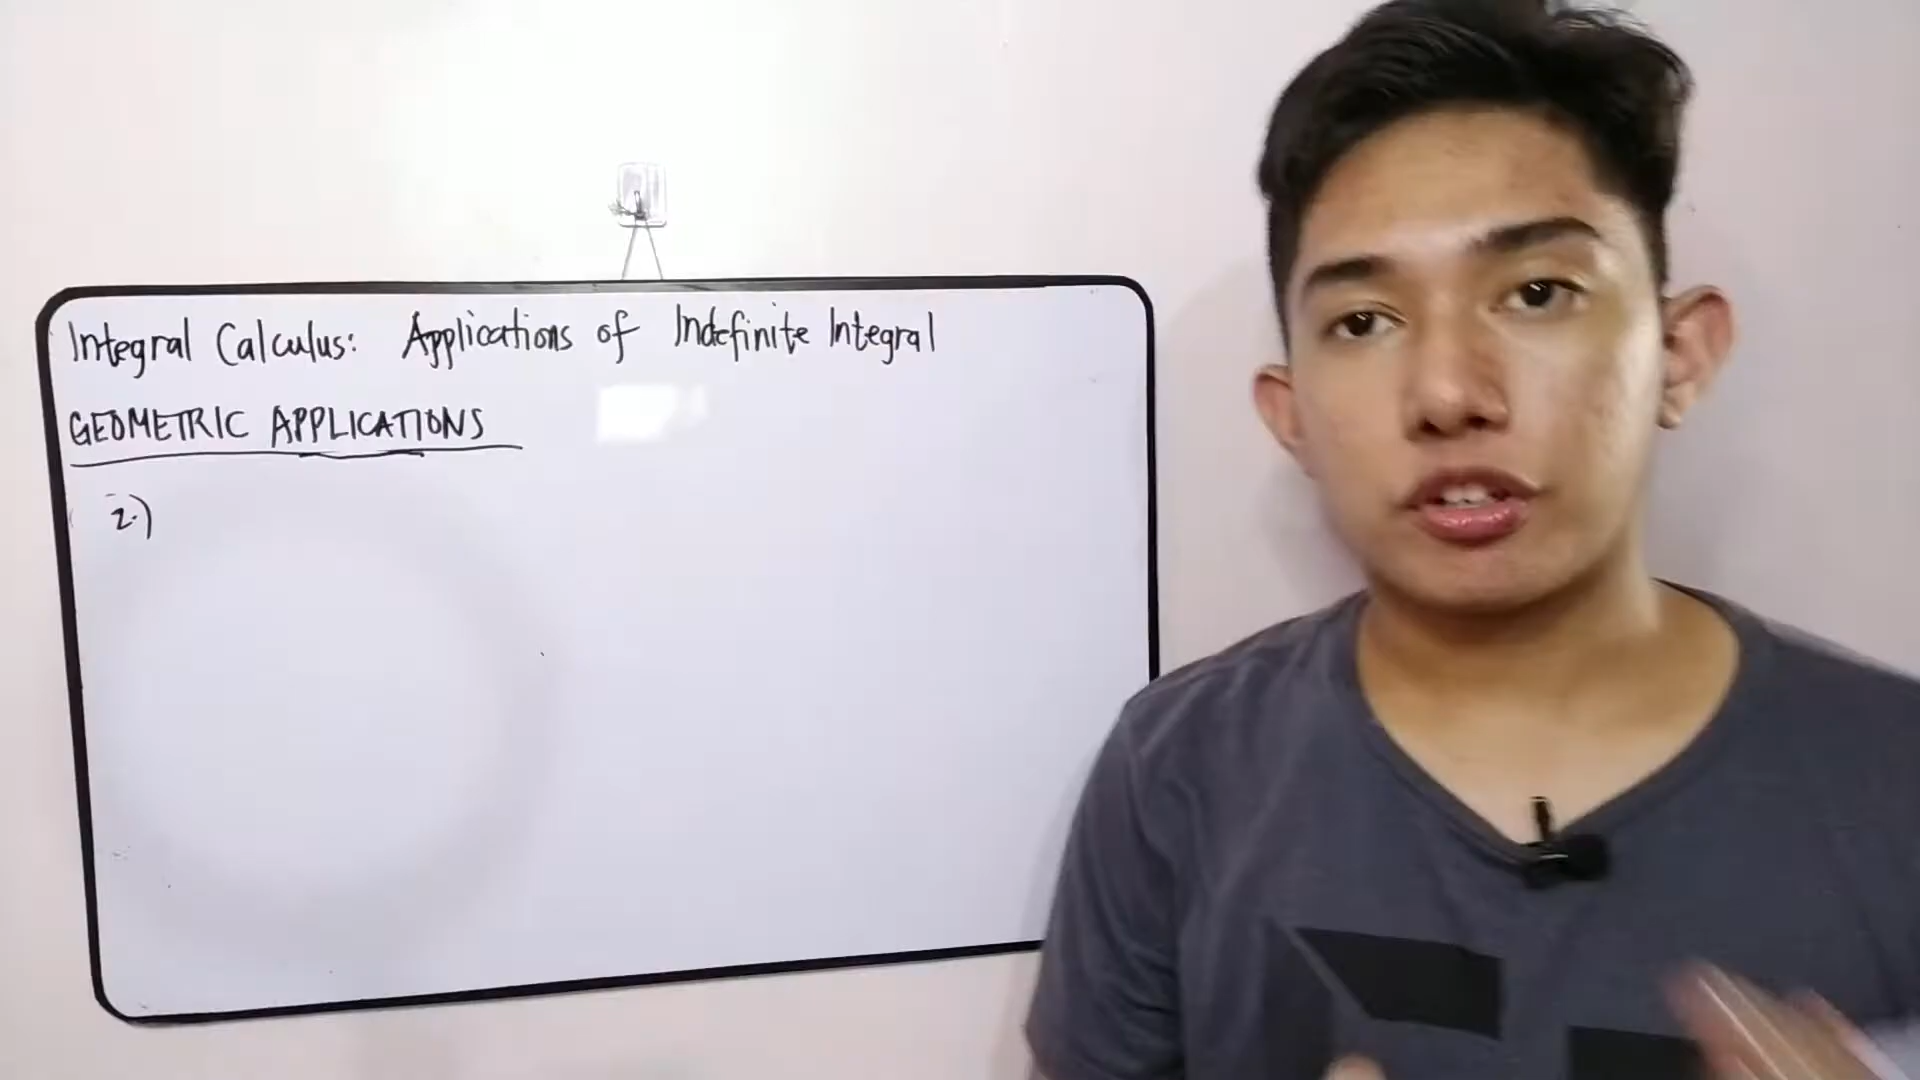 Integral Calculus: Applications of Indefinite Integral
GEOMETRIC APPLICATIONS
2.)